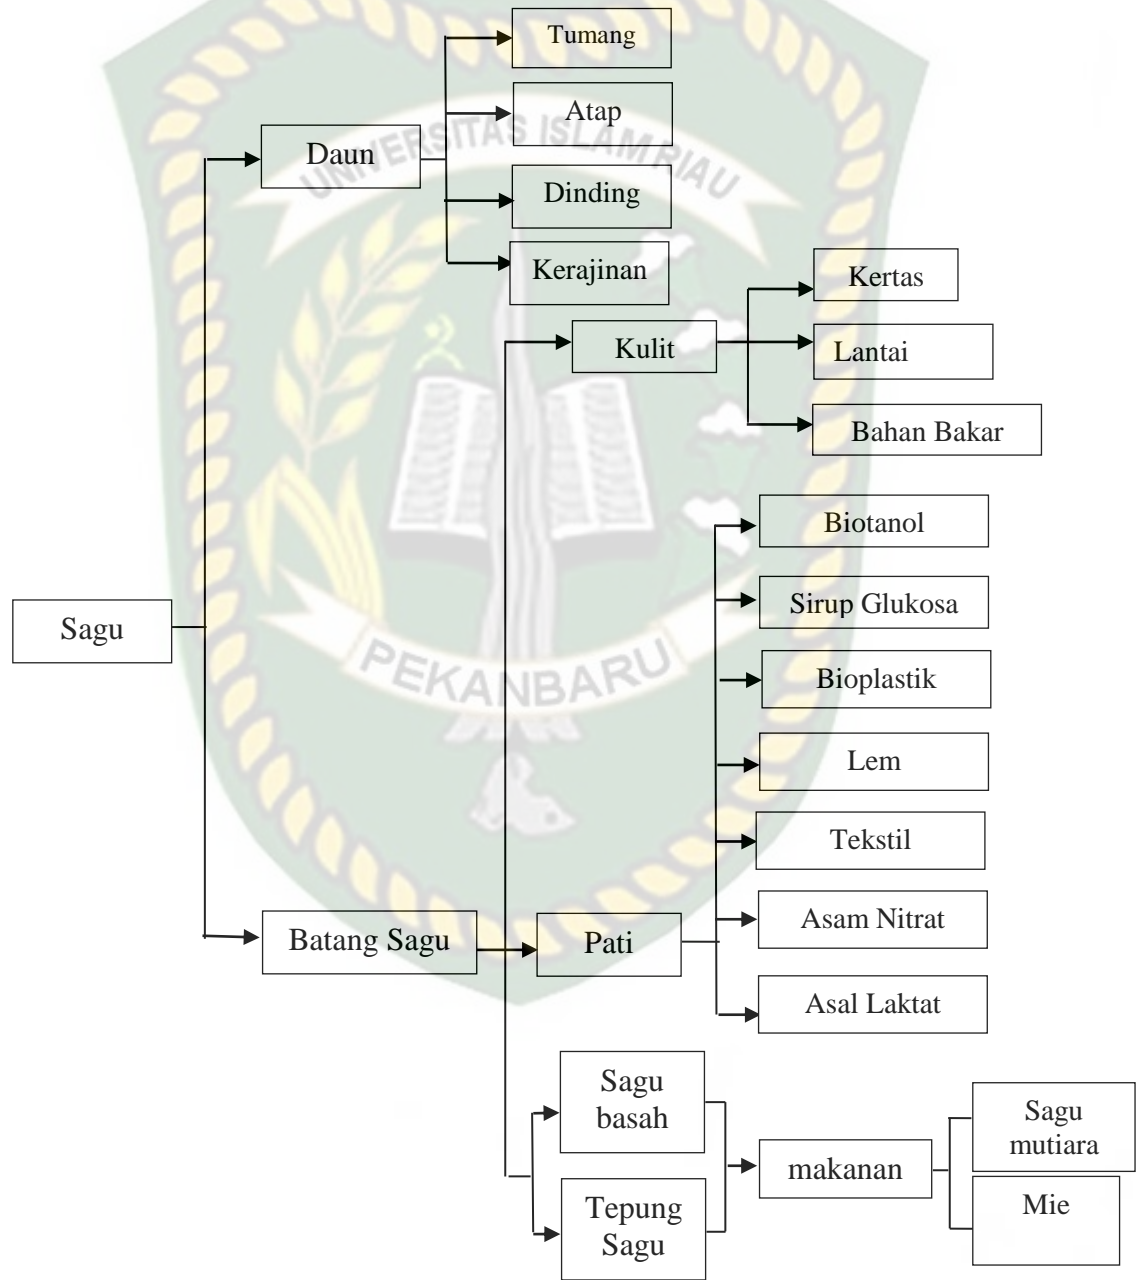 Tumang
Atap
UNIVERSITAS ISLAM RIAU
Daun
Dinding
Kerajinan
Kertas
Kulit
Lantai
Bahan Bakar
Biotanol
Sirup Glukosa
Sagu
PEKANBARU
Bioplastik
Lem
Tekstil
Asam Nitrat
Batang Sagu
Pati
Asal Laktat
Sagu
basah
Tepung
Sagu
makanan
Sagu
mutiara
Mie